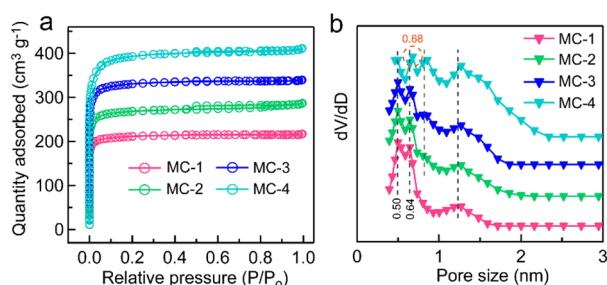 a
Quantity adsorbed (cm³ g⁻¹)
500
400
300
200
100
0
MC-1 MC-3
MC-2 MC-4
0.0 0.2 0.4 0.6 0.8 1.0
Relative pressure (P/Pₒ)
b
dV/dD
0.68
MC-1
MC-2
MC-3
MC-4
0.50
0.64
0 1 2 3
Pore size (nm)